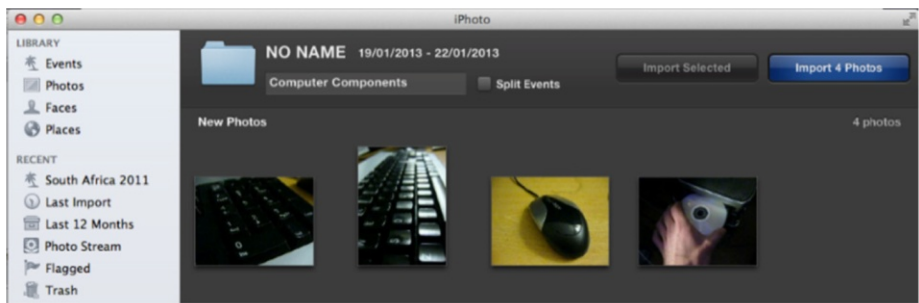 iPhoto
LIBRARY
Events
Photos
Faces
Places
RECENT
South Africa 2011
Last Import
Last 12 Months
Photo Stream
Flagged
Trash
NO NAME 19/01/2013 - 22/01/2013
Computer Components
Split Events
Import Selected
Import 4 Photos
New Photos
4 photos